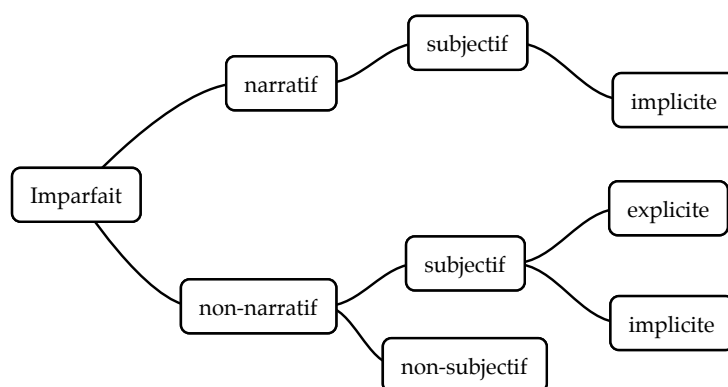 subjectif
narratif
implicite
Imparfait
explicite
subjectif
non-narratif
implicite
non-subjectif